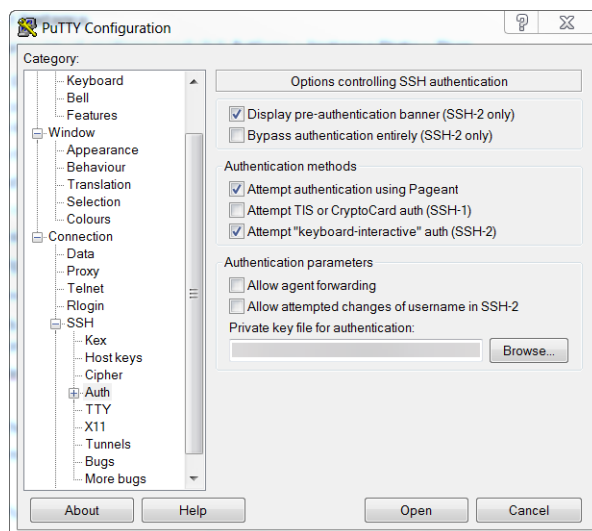 PuTTY Configuration
Category:
Keyboard
Bell
Features
Window
Appearance
Behaviour
Translation
Selection
Colours
Connection
Data
Proxy
Telnet
Rlogin
SSH
Kex
Host keys
Cipher
Auth
TTY
X11
Tunnels
Bugs
More bugs
Options controlling SSH authentication
Display pre-authentication banner (SSH-2 only)
Bypass authentication entirely (SSH-2 only)
Authentication methods
Attempt authentication using Pageant
Attempt TIS or CryptoCard auth (SSH-1)
Attempt "keyboard-interactive" auth (SSH-2)
Authentication parameters
Allow agent forwarding
Allow attempted changes of username in SSH-2
Private key file for authentication:
Browse...
About
Help
Open
Cancel